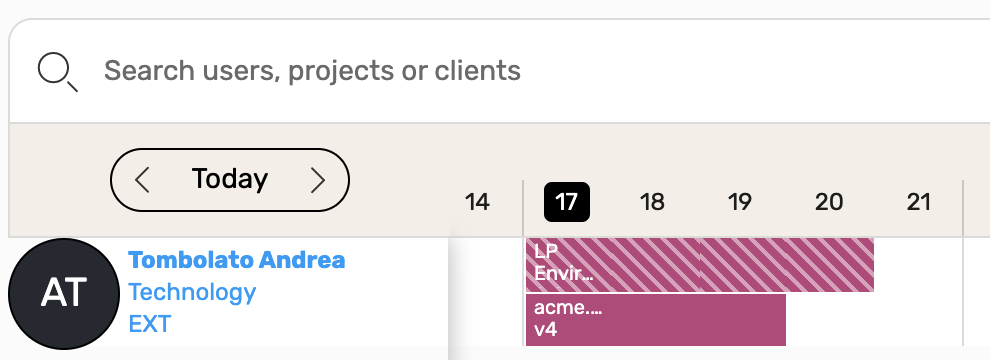 Search users, projects or clients
Today
14 17 18 19 20 21
AT
Tombolato Andrea
Technology
EXT
LP
Envir...
acme....
v4